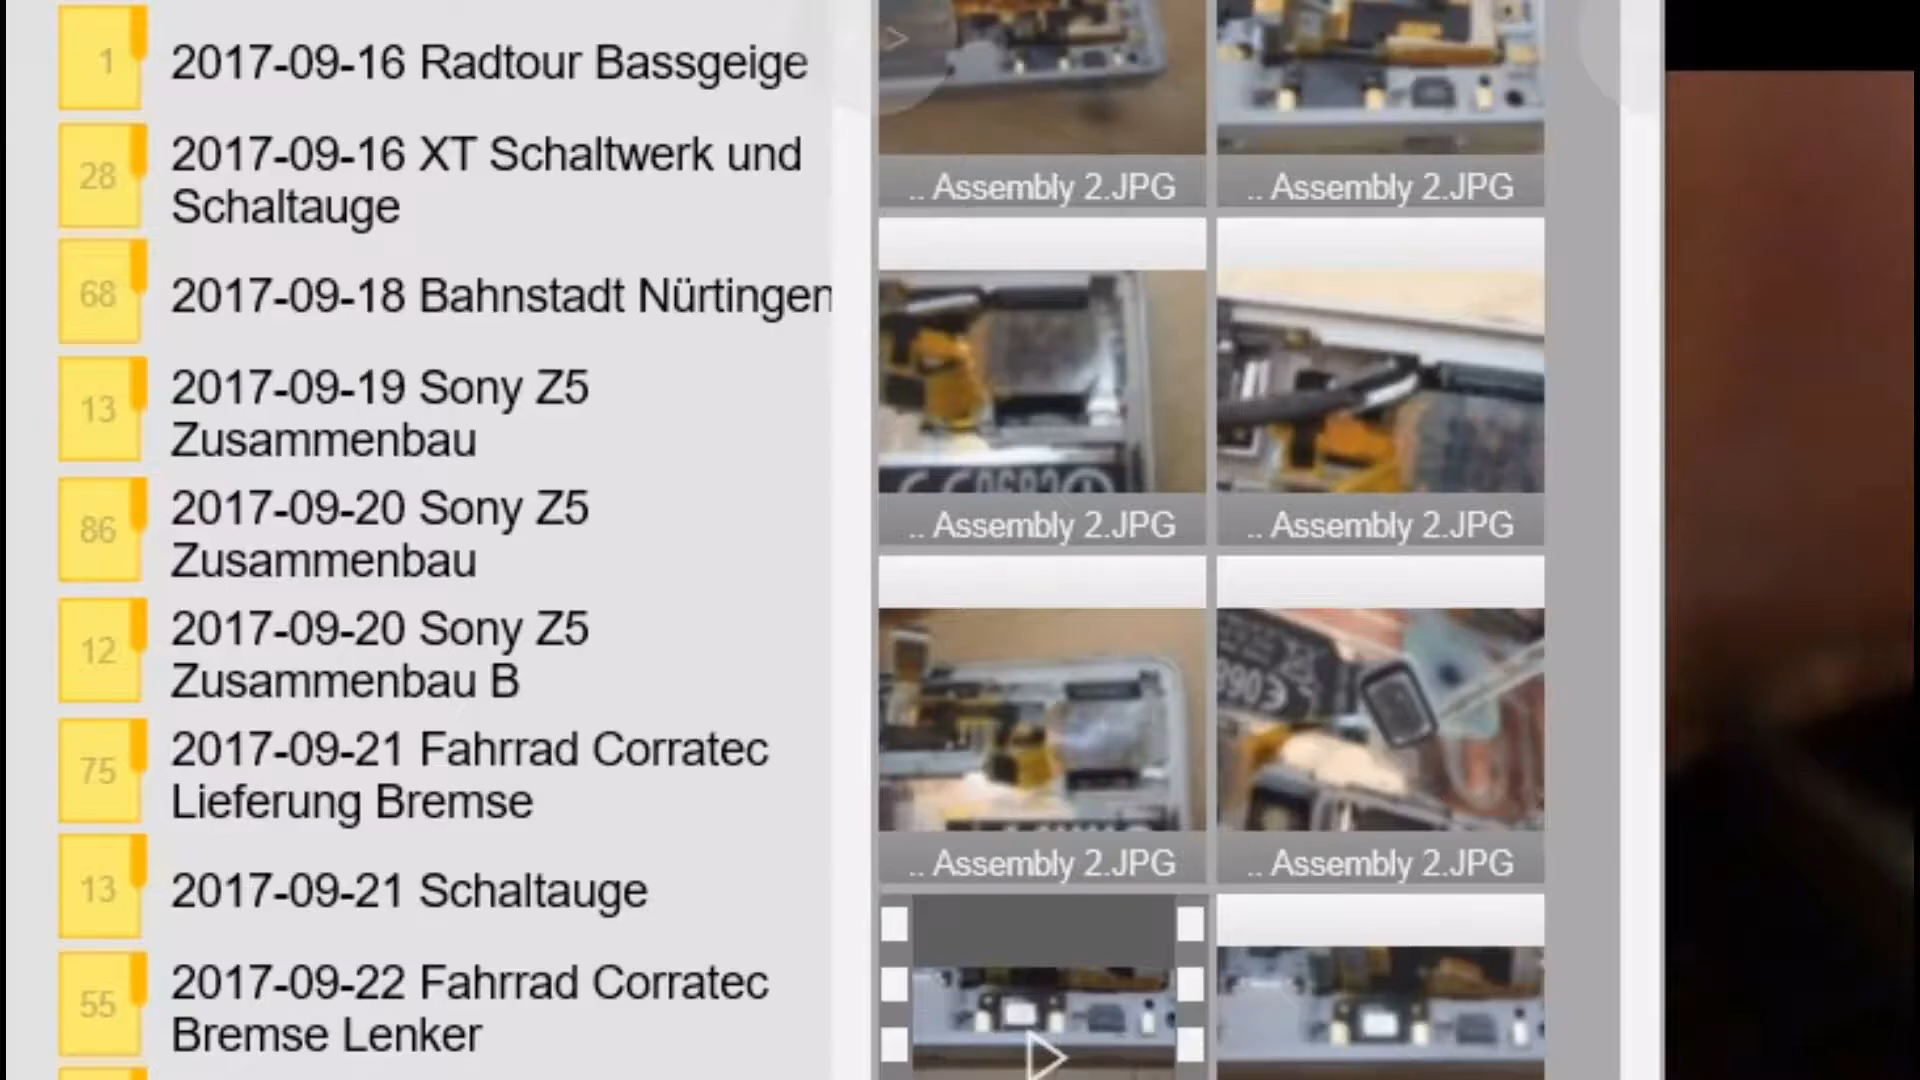 1
2017-09-16 Radtour Bassgeige
28
2017-09-16 XT Schaltwerk und
Schaltauge
68
2017-09-18 Bahnstadt Nürtingen
13
2017-09-19 Sony Z5
Zusammenbau
86
2017-09-20 Sony Z5
Zusammenbau
12
2017-09-20 Sony Z5
Zusammenbau B
75
2017-09-21 Fahrrad Corratec
Lieferung Bremse
13
2017-09-21 Schaltauge
55
2017-09-22 Fahrrad Corratec
Bremse Lenker
.. Assembly 2.JPG
.. Assembly 2.JPG
CE0682
.. Assembly 2.JPG
.. Assembly 2.JPG
.. Assembly 2.JPG
.. Assembly 2.JPG